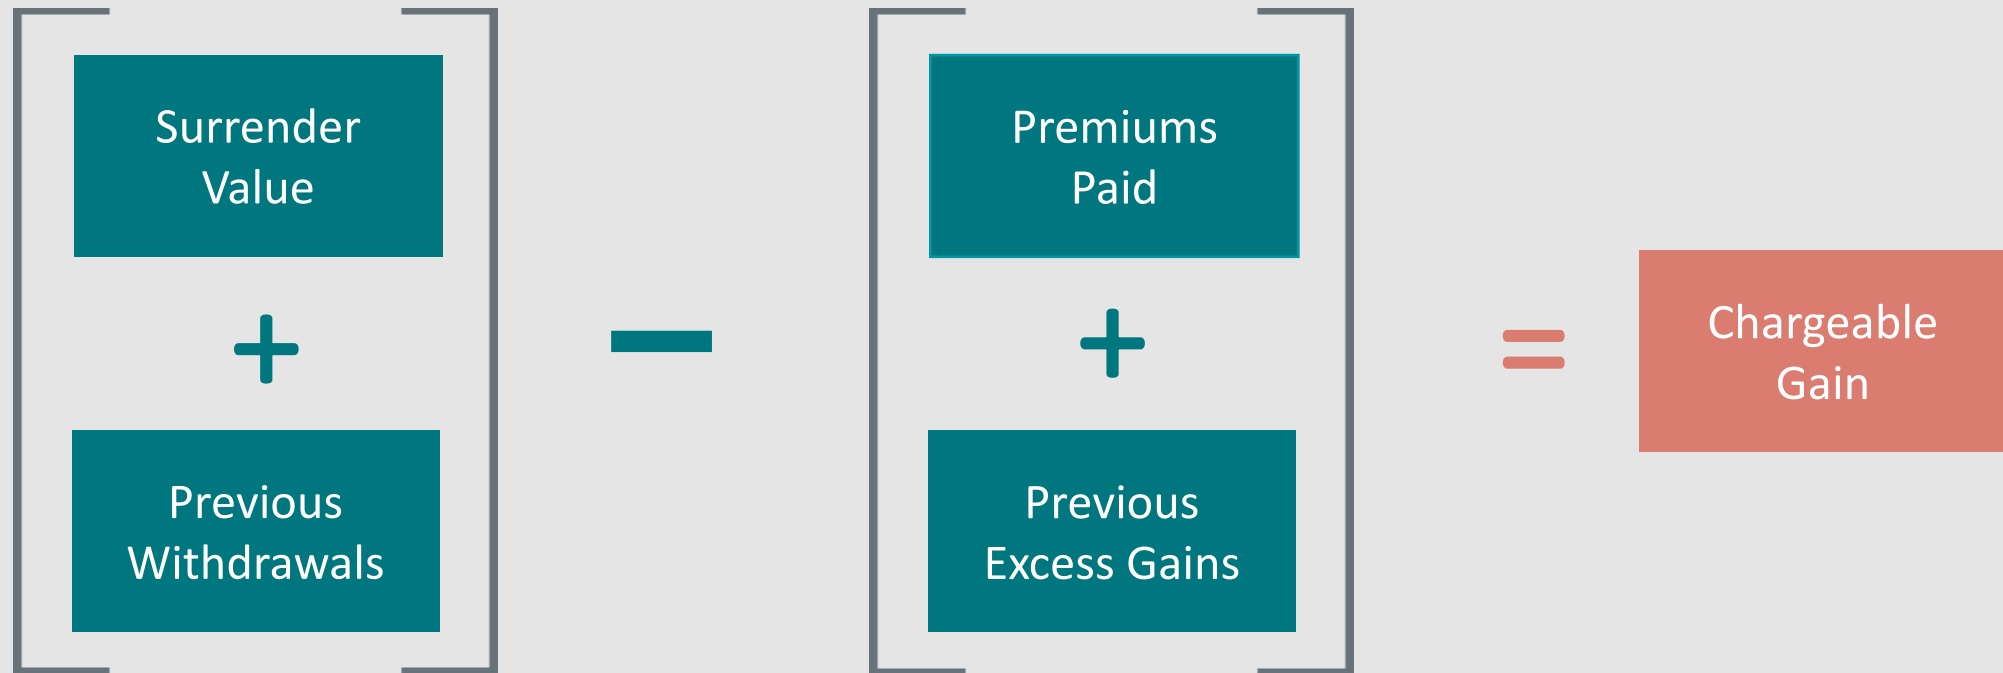 Surrender
Value
+
Previous
Withdrawals
−
Premiums
Paid
+
Previous
Excess Gains
=
Chargeable
Gain